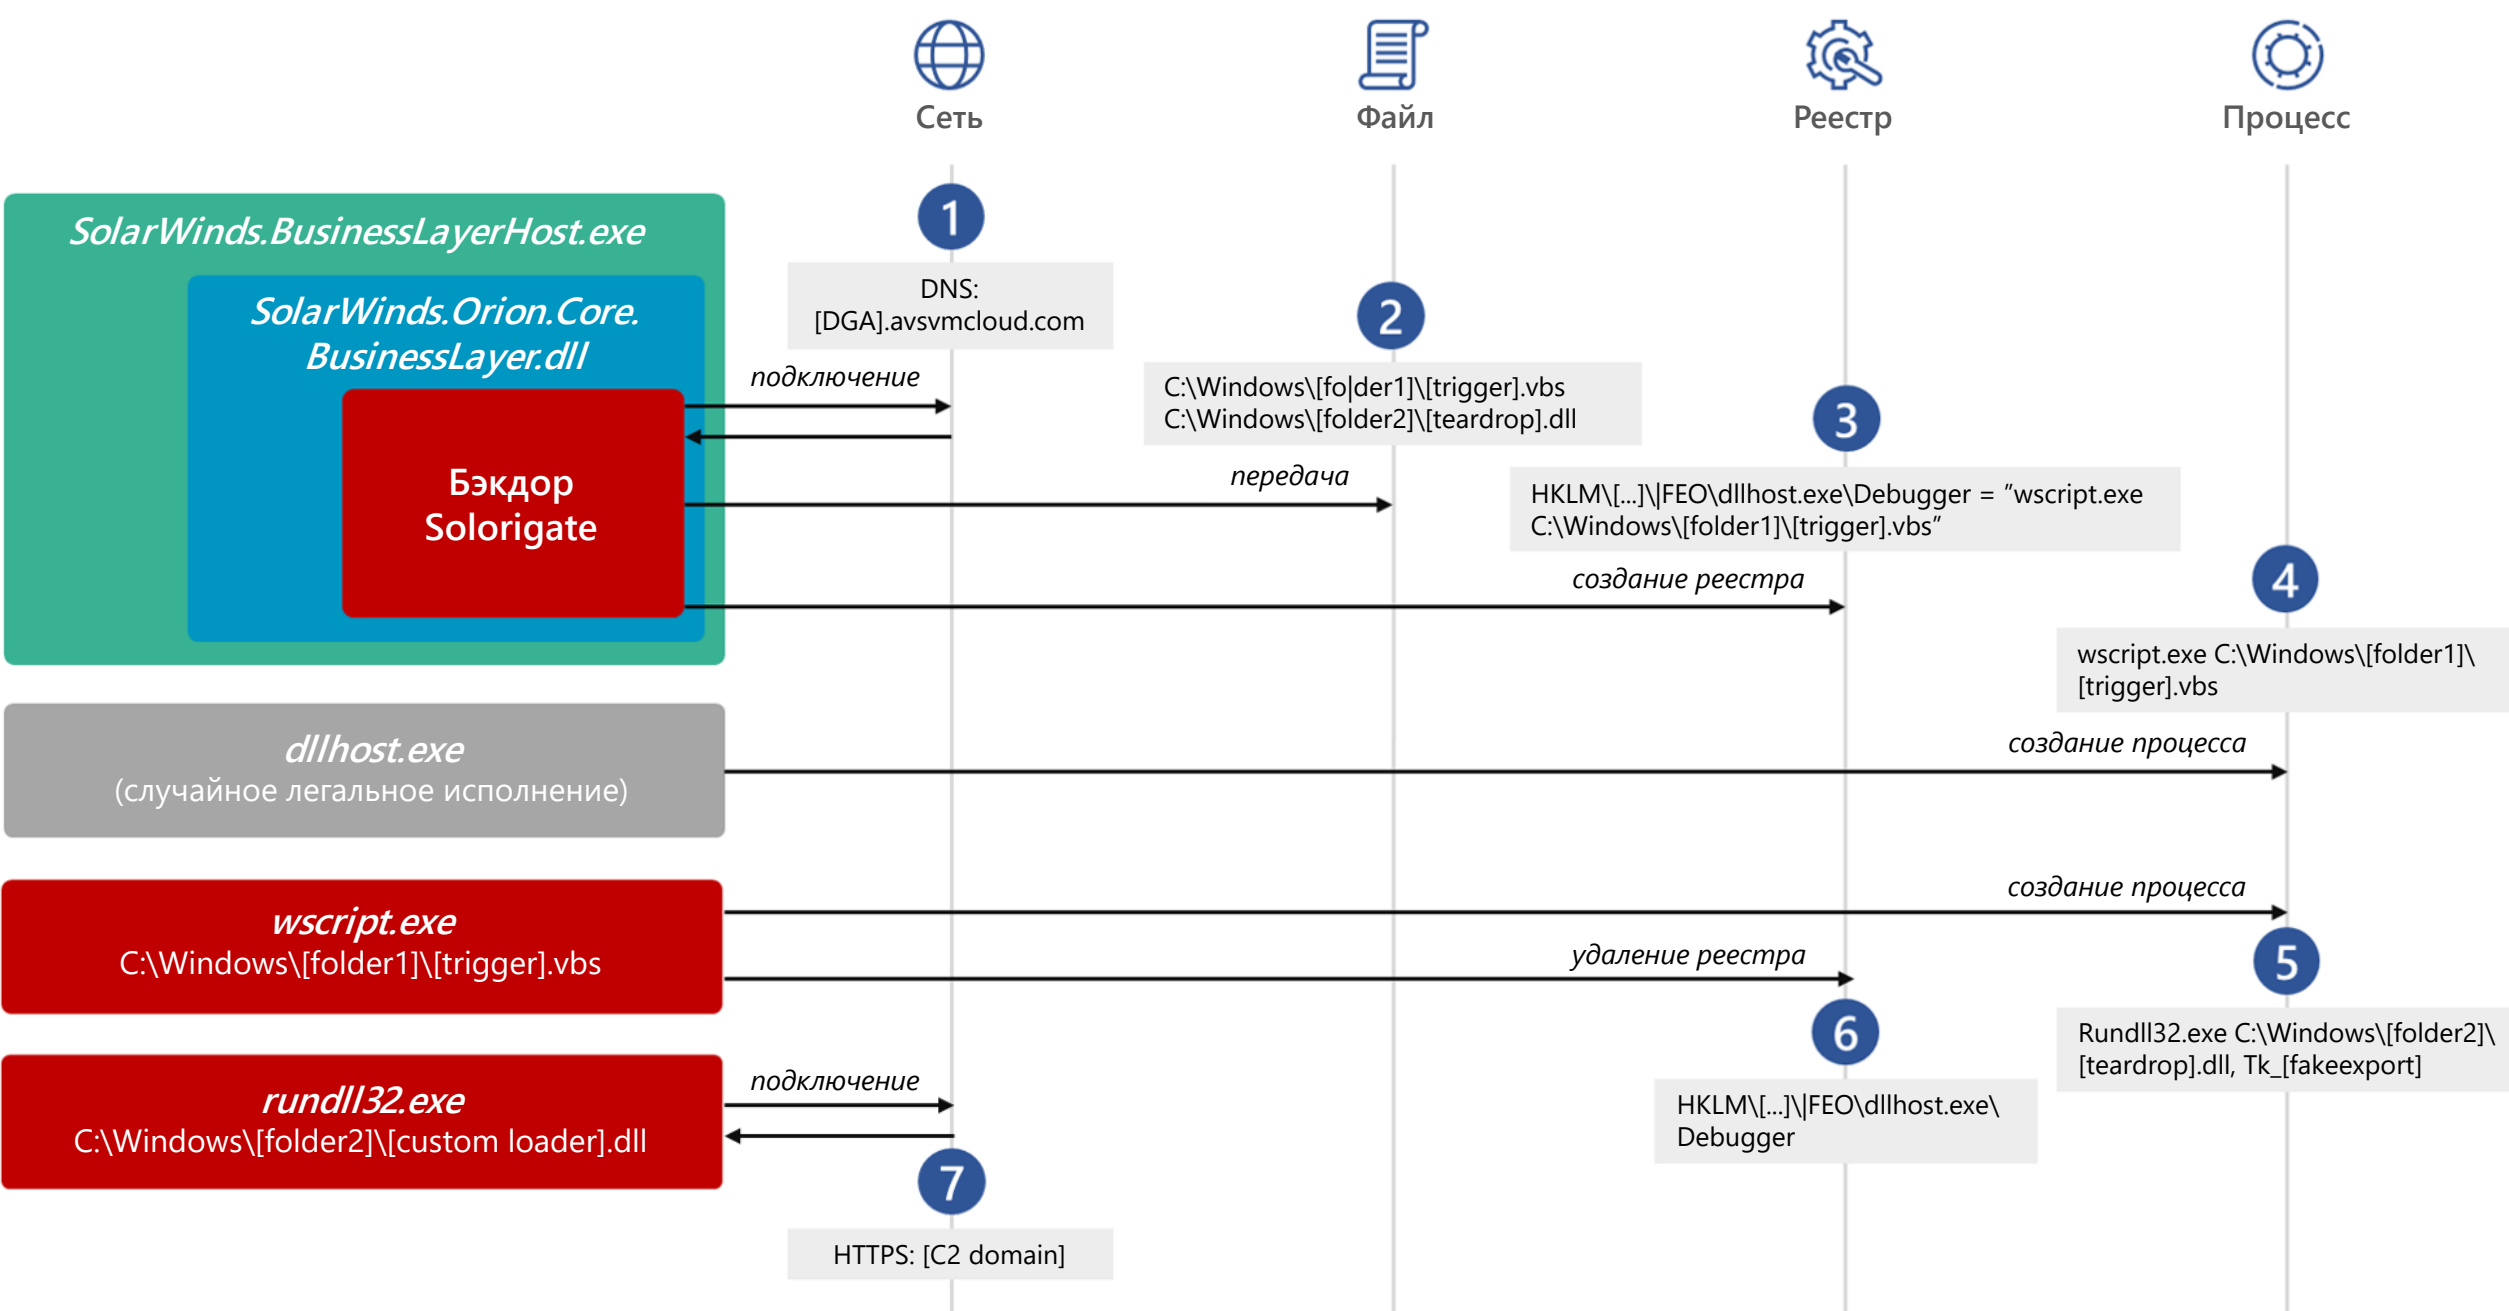 Сеть
Файл
Реестр
Процесс
SolarWinds.BusinessLayerHost.exe
SolarWinds.Orion.Core.
BusinessLayer.dll
Бэкдор
Solorigate
1
DNS:
[DGA].avsvmcloud.com
подключение
2
C:\Windows\[fo|der1]\[trigger].vbs
C:\Windows\[folder2]\[teardrop].dll
передача
3
HKLM\[...]\|FEO\dllhost.exe\Debugger = "wscript.exe
C:\Windows\[folder1]\[trigger].vbs"
создание реестра
4
wscript.exe C:\Windows\[folder1]\
[trigger].vbs
dllhost.exe
(случайное легальное исполнение)
создание процесса
wscript.exe
C:\Windows\[folder1]\[trigger].vbs
создание процесса
удаление реестра
5
Rundll32.exe C:\Windows\[folder2]\
[teardrop].dll, Tk_[fakeexport]
6
HKLM\[...]\|FEO\dllhost.exe\
Debugger
rundll32.exe
C:\Windows\[folder2]\[custom loader].dll
подключение
7
HTTPS: [C2 domain]